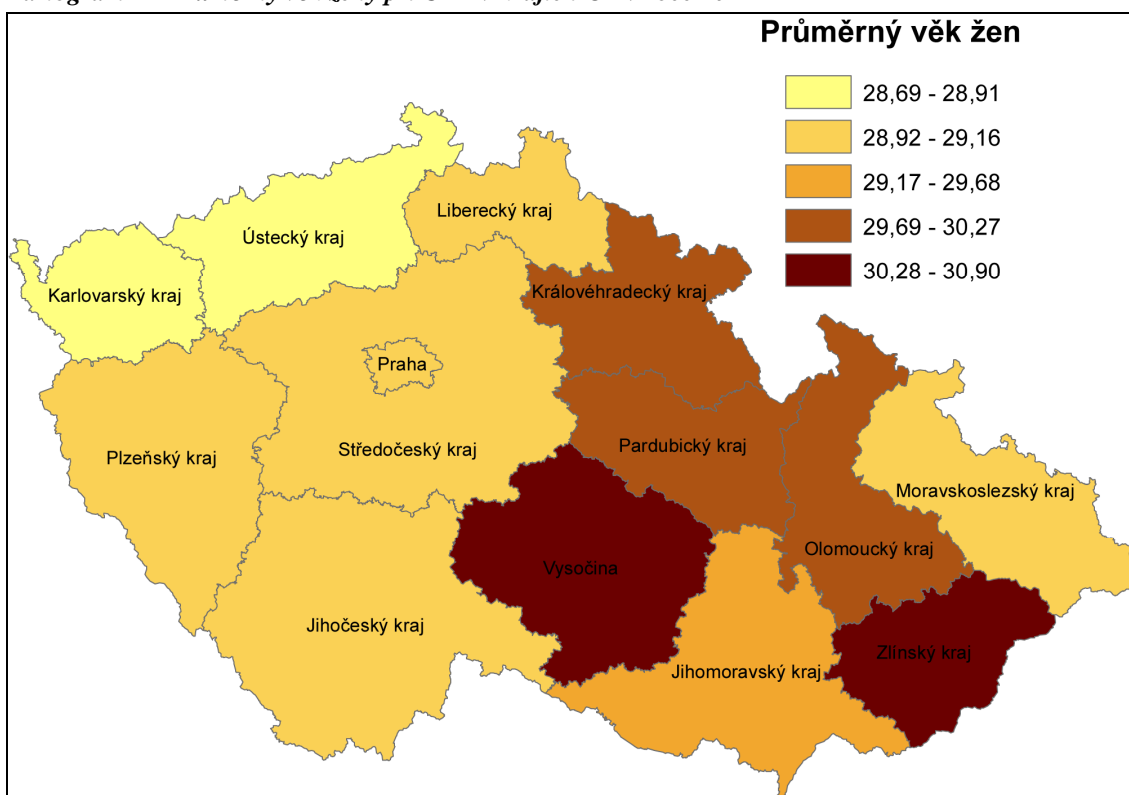 Průměrný věk žen
28,69 - 28,91
28,92 - 29,16
29,17 - 29,68
29,69 - 30,27
30,28 - 30,90
Liberecký kraj
Ústecký kraj
Karlovarský kraj
Královéhradecký kraj
Praha
Plzeňský kraj
Středočeský kraj
Pardubický kraj
Moravskoslezský kraj
Olomoucký kraj
Vysočina
Jihočeský kraj
Zlínský kraj
Jihomoravský kraj